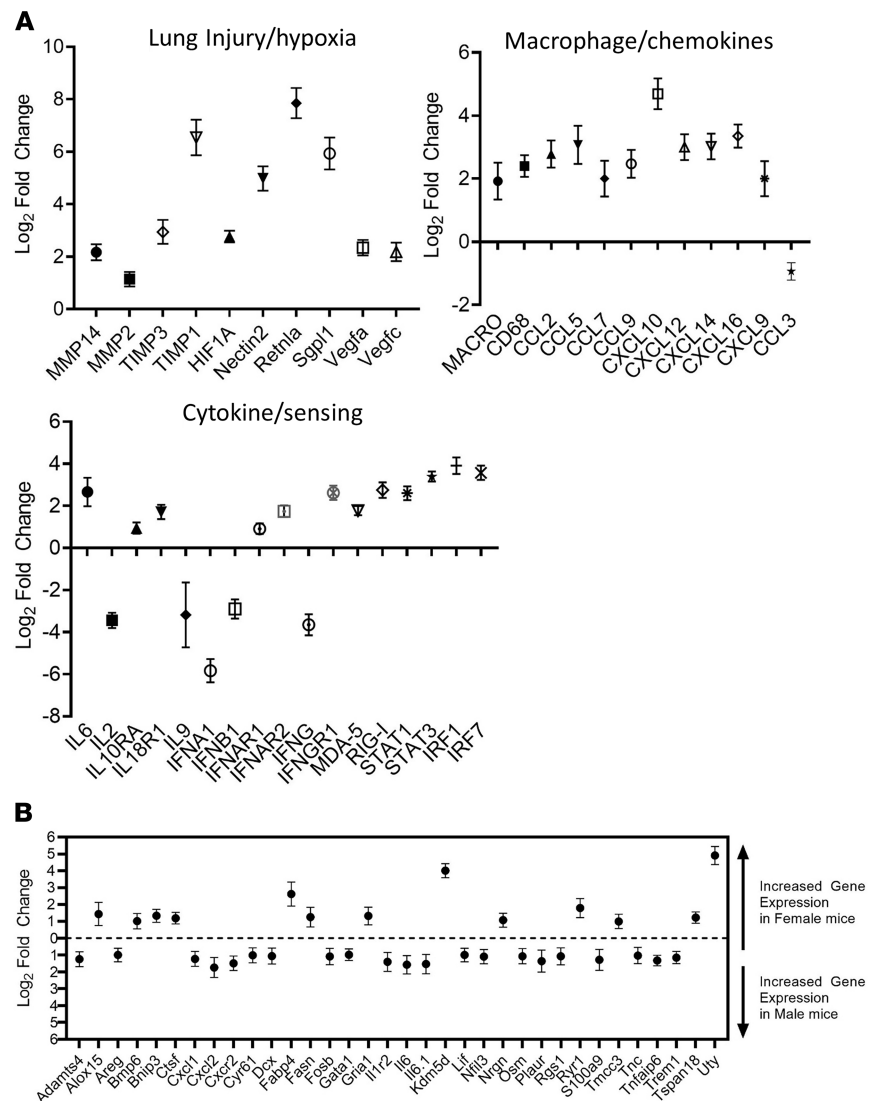 A
Lung Injury/hypoxia
Log2 Fold Change
10
8
6
4
2
0
MMP14
MMP2
TIMP3
TIMP1
HIF1A
Nectin2
Retnla
Sgpl1
Vegfa
Vegfc
Macrophage/chemokines
Log2 Fold Change
6
4
2
0
-2
MACRO
CD68
CCL2
CCL5
CCL7
CCL9
CXCL10
CXCL12
CXCL14
CXCL16
CXCL9
CCL3
Cytokine/sensing
Log2 Fold Change
Log2 Fold Change
6
4
2
0
-2
-4
-6
-8
IL6
IL2
IL10RA
IL18R1
IL9
IFNA1
IFNB1
IFNAR1
IFNAR2
IFNG
IFNGR1
MDA-5
RIG-I
STAT1
STAT3
IRF1
IRF7
B
Log2 Fold Change
6
5
4
3
2
1
0
1
2
3
4
5
6
Adamts4
Alox15
Areg
Bmp6
Bnip3
Ctsf
Cxcl1
Cxcl2
Cxcr2
Cyr61
Dcx
Fabp4
Fasn
Fosb
Gata1
Gria1
Il1r2
Il6
Il6.1
Kdm5d
Lif
Nfil3
Nrgn
Osm
Plaur
Rgs1
Ryr1
S100a9
Tmcc3
Tnc
Tnfaip6
Trem1
Tspan18
Uty
Increased Gene
Expression
in Female mice
Increased Gene
Expression
in Male mice